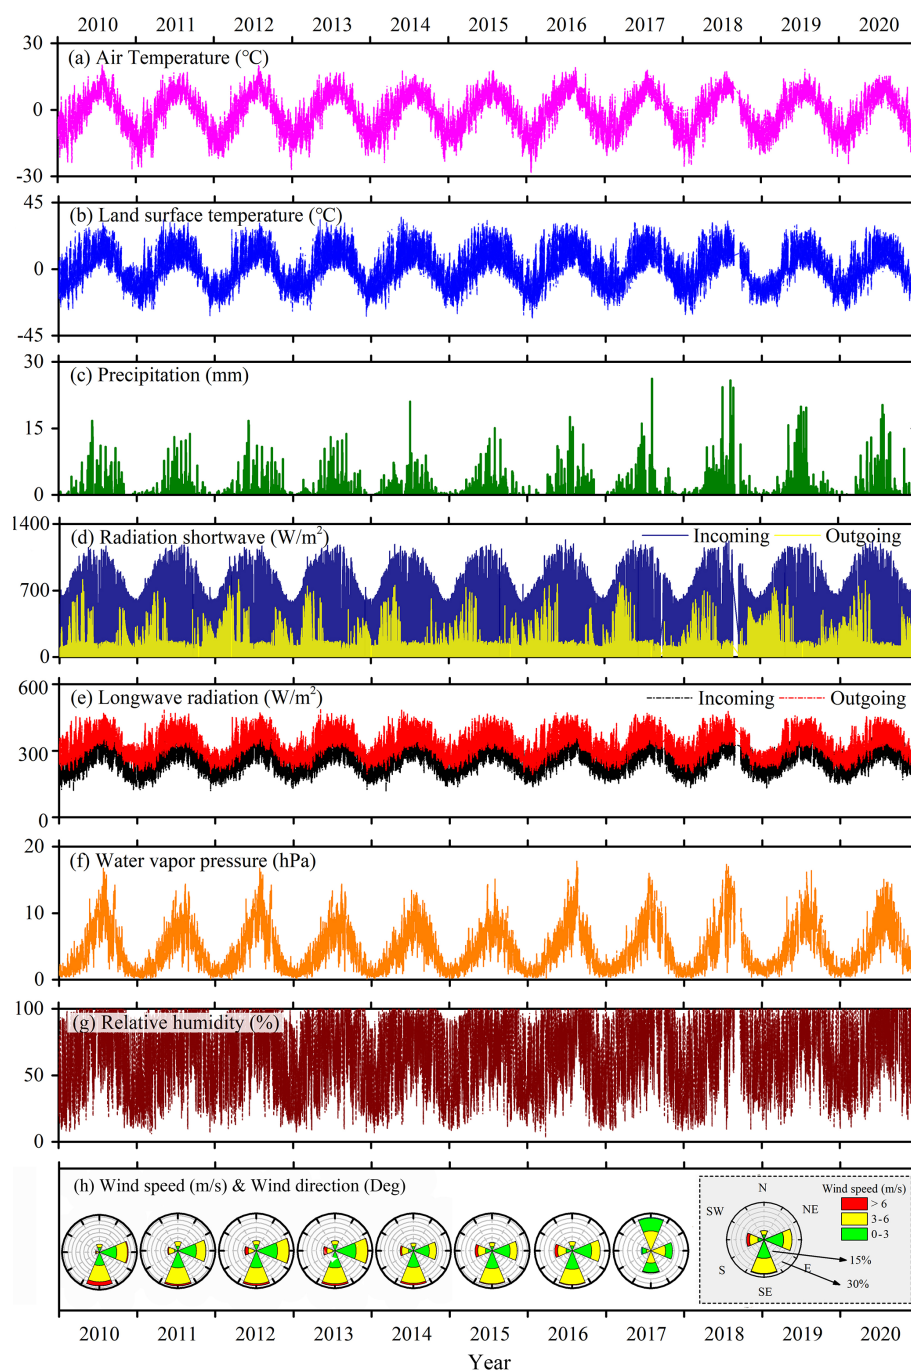 2010 2011 2012 2013 2014 2015 2016 2017 2018 2019 2020
30
(a) Air Temperature (℃)
0
-30
45
(b) Land surface temperature (℃)
0
-45
30
(c) Precipitation (mm)
15
0
1400
(d) Radiation shortwave (W/m²)
Incoming Outgoing
700
0
600
(e) Longwave radiation (W/m²)
Incoming Outgoing
300
0
20
(f) Water vapor pressure (hPa)
10
0
100
(g) Relative humidity (%)
50
0
(h) Wind speed (m/s) & Wind direction (Deg)
N
Wind speed (m/s)
> 6
SW
NE
3-6
0-3
S
E
15%
SE
30%
2010 2011 2012 2013 2014 2015 2016 2017 2018 2019 2020
Year